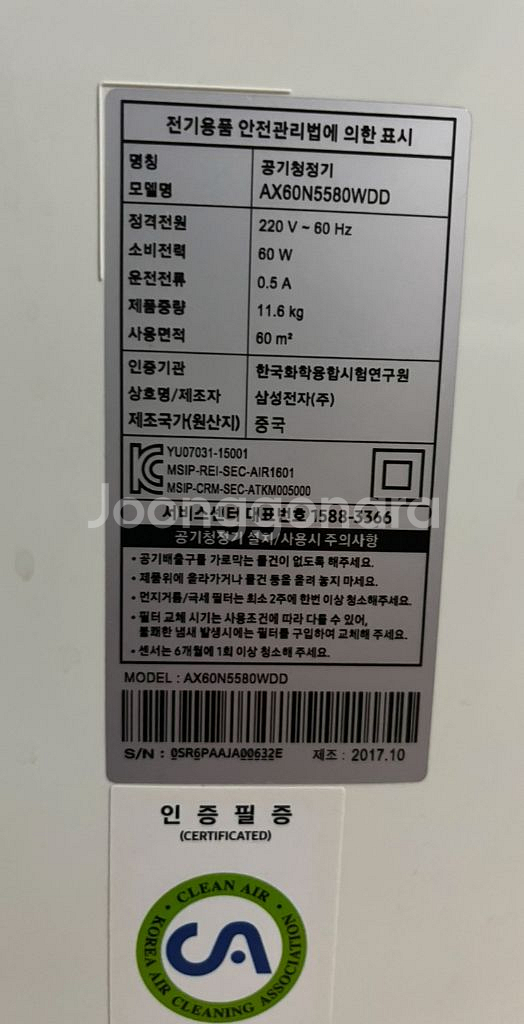 전기용품 안전관리법에 의한 표시
명칭 공기청정기
모델명 AX60N5580WDD
정격전원 220 V ~ 60 Hz
소비전력 60 W
운전전류 0.5 A
제품중량 11.6 kg
사용면적 60 m²
인증기관 한국화학융합시험연구원
상호명/제조자 삼성전자(주)
제조국가(원산지) 중국
YU07031-15001
MSIP-REI-SEC-AIR1601
MSIP-CRM-SEC-ATKM005000
Joonggonara
서비스센터 대표번호 1588-3366
공기청정기 설치/사용시 주의사항
• 공기배출구를 가로막는 물건이 없도록 해주세요.
• 제품위에 올라가거나 물건 등을 올려 놓지 마세요.
• 먼지거름/극세 필터는 최소 2주에 한번 이상 청소해주세요.
• 필터 교체 시기는 사용조건에 따라 다를 수 있어,
불쾌한 냄새 발생시에는 필터를 구입하여 교체해 주세요.
• 센서는 6개월에 1회 이상 청소해 주세요.
MODEL : AX60N5580WDD
S/N : 0SR6PAAJA00632E 제조 : 2017.10
인증필증
(CERTIFICATED)
• CLEAN AIR •
CA
KOREA AIR CLEANING ASSOCIATION